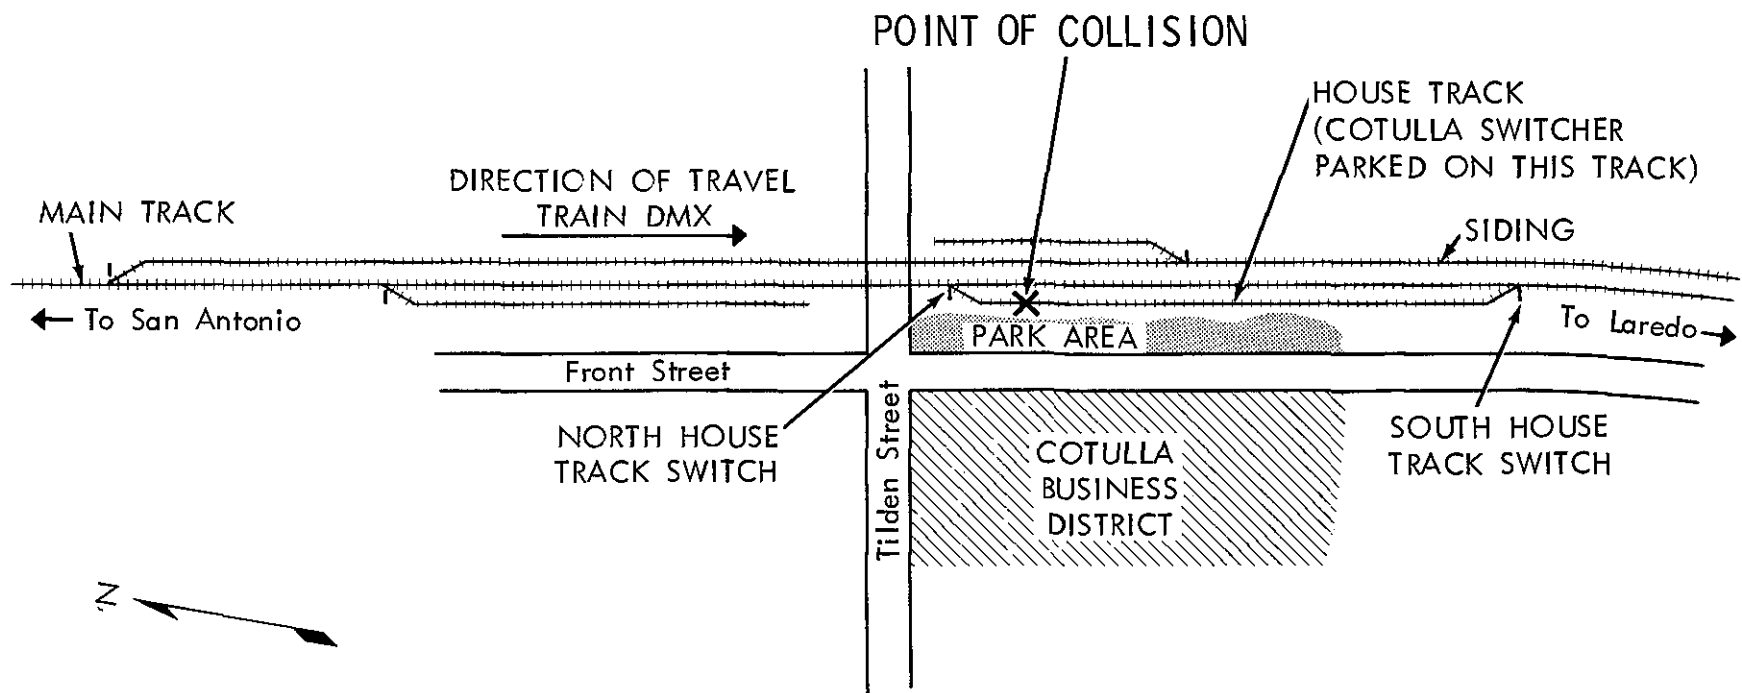 POINT OF COLLISION
HOUSE TRACK
(COTULLA SWITCHER
PARKED ON THIS TRACK)
DIRECTION OF TRAVEL
TRAIN DMX
MAIN TRACK
SIDING
To San Antonio
To Laredo
PARK AREA
Front Street
NORTH HOUSE
TRACK SWITCH
Tilden Street
COTULLA
BUSINESS
DISTRICT
SOUTH HOUSE
TRACK SWITCH
N